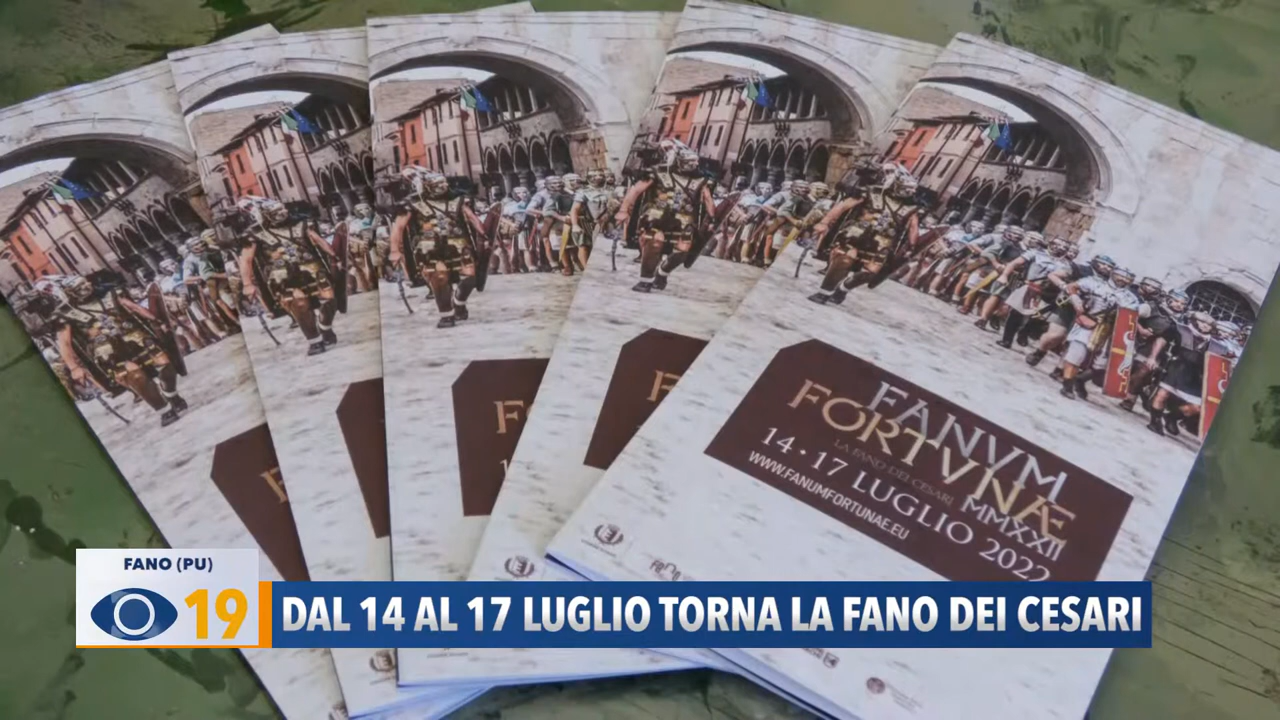 FANVM
FORTVNÆ
LA FANO DEI CESARI MMXXII
14 • 17 LUGLIO 2022
WWW.FANUMFORTUNAE.EU
FANO (PU)
19
DAL 14 AL 17 LUGLIO TORNA LA FANO DEI CESARI